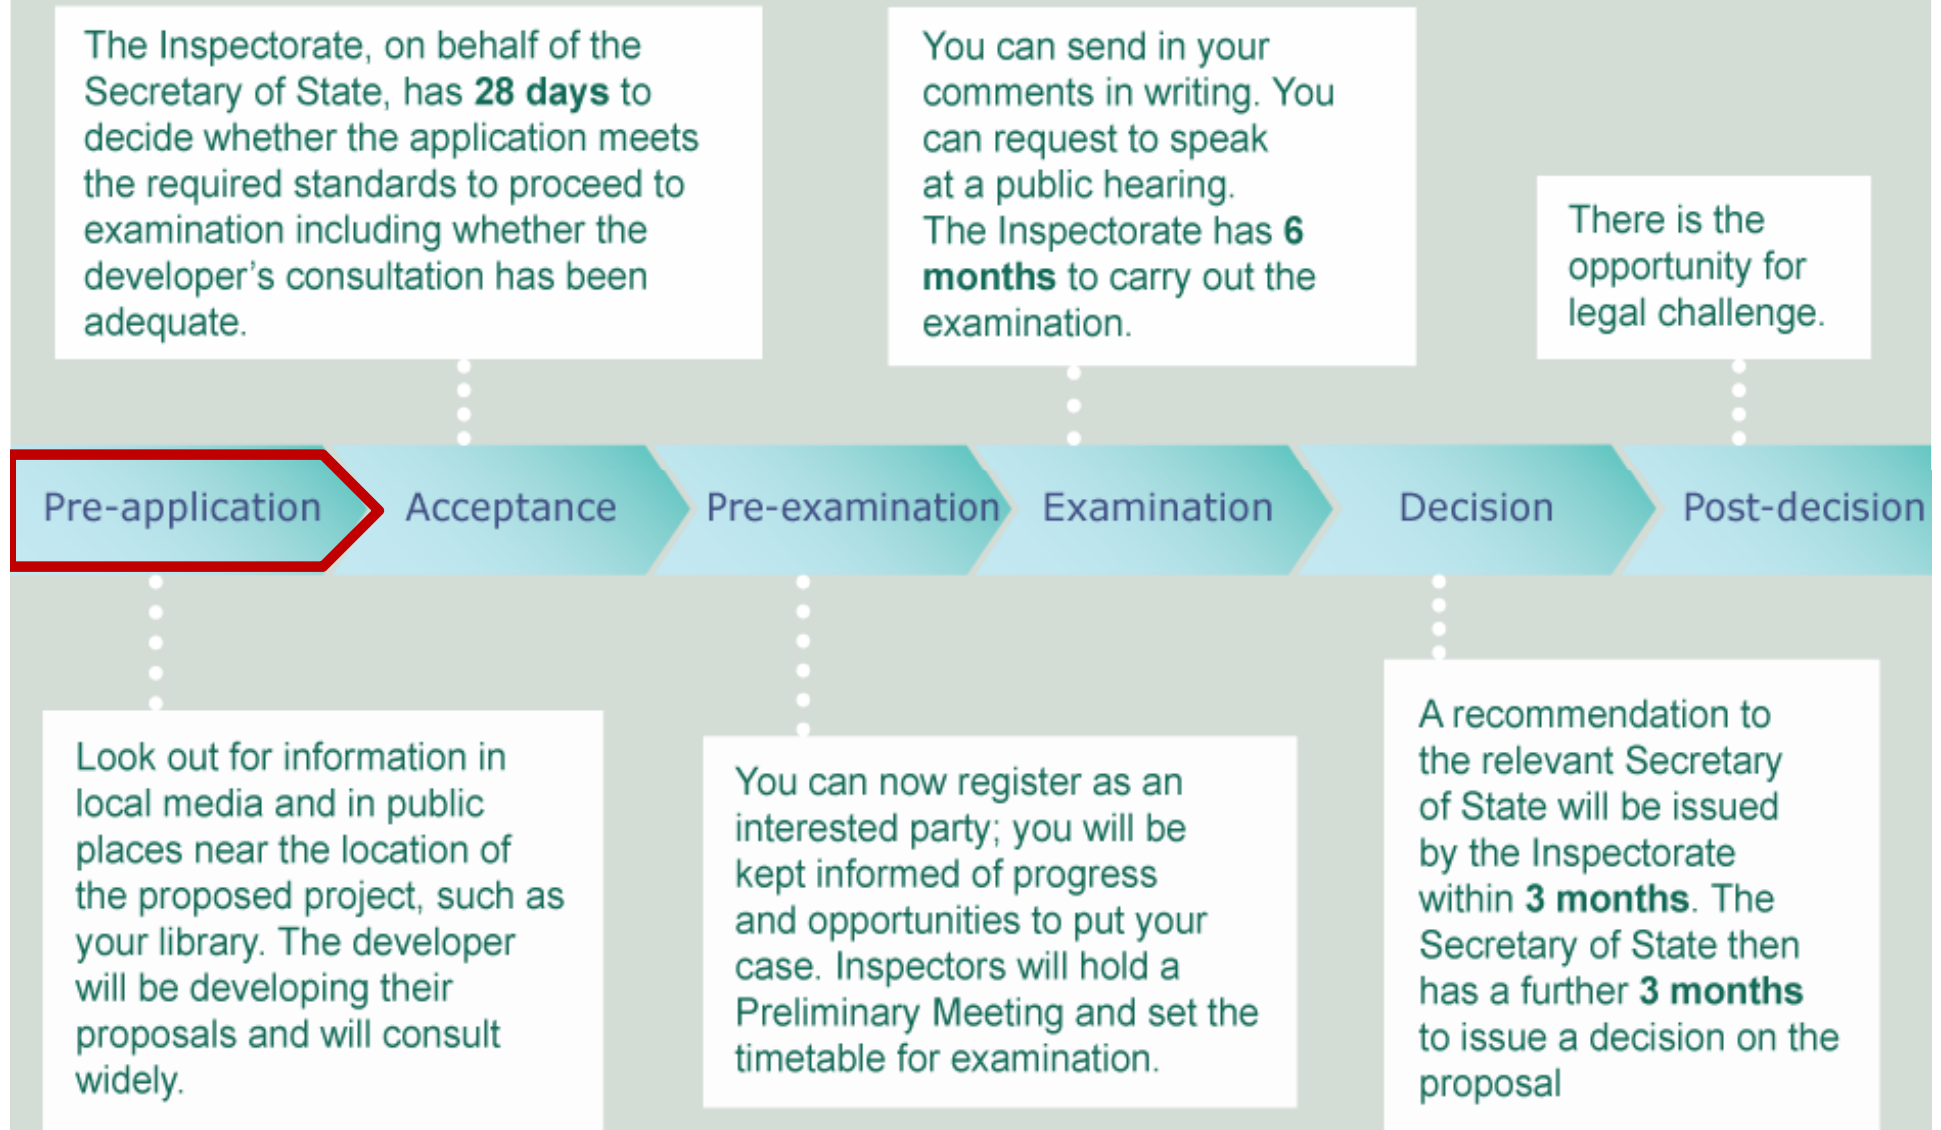 The Inspectorate, on behalf of the
Secretary of State, has 28 days to
decide whether the application meets
the required standards to proceed to
examination including whether the
developer’s consultation has been
adequate.
You can send in your
comments in writing. You
can request to speak
at a public hearing.
The Inspectorate has 6
months to carry out the
examination.
There is the
opportunity for
legal challenge.
Pre-application
Acceptance
Pre-examination
Examination
Decision
Post-decision
Look out for information in
local media and in public
places near the location of
the proposed project, such as
your library. The developer
will be developing their
proposals and will consult
widely.
You can now register as an
interested party; you will be
kept informed of progress
and opportunities to put your
case. Inspectors will hold a
Preliminary Meeting and set the
timetable for examination.
A recommendation to
the relevant Secretary
of State will be issued
by the Inspectorate
within 3 months. The
Secretary of State then
has a further 3 months
to issue a decision on the
proposal